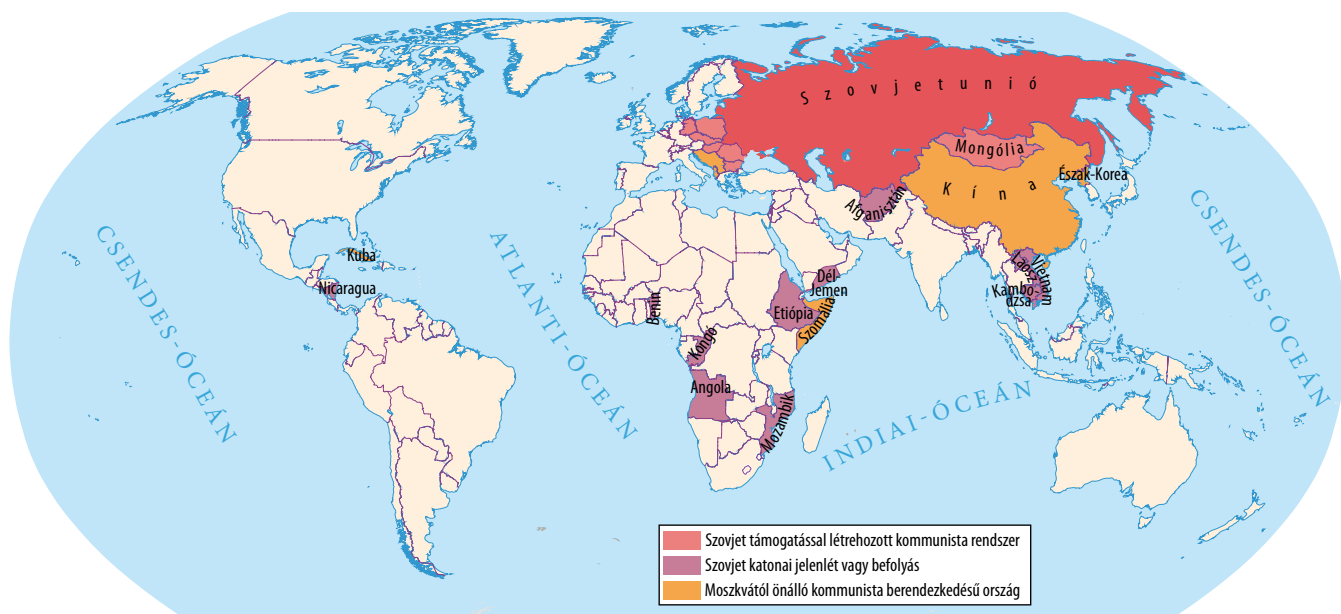 Szovjetunió
Mongólia
Észak-Korea
Kína
Afganisztán
CSENDES-ÓCEÁN
ATLANTI-ÓCEÁN
CSENDES-ÓCEÁN
Kuba
Nicaragua
Benin
Dél-
Jemen
Etiópia
Szomália
Laosz
Vietnam
Kambo-
dzsa
Kongó
Angola
Mozambik
INDIAI-ÓCEÁN
Szovjet támogatással létrehozott kommunista rendszer
Szovjet katonai jelenlét vagy befolyás
Moszkvától önálló kommunista berendezkedésű ország